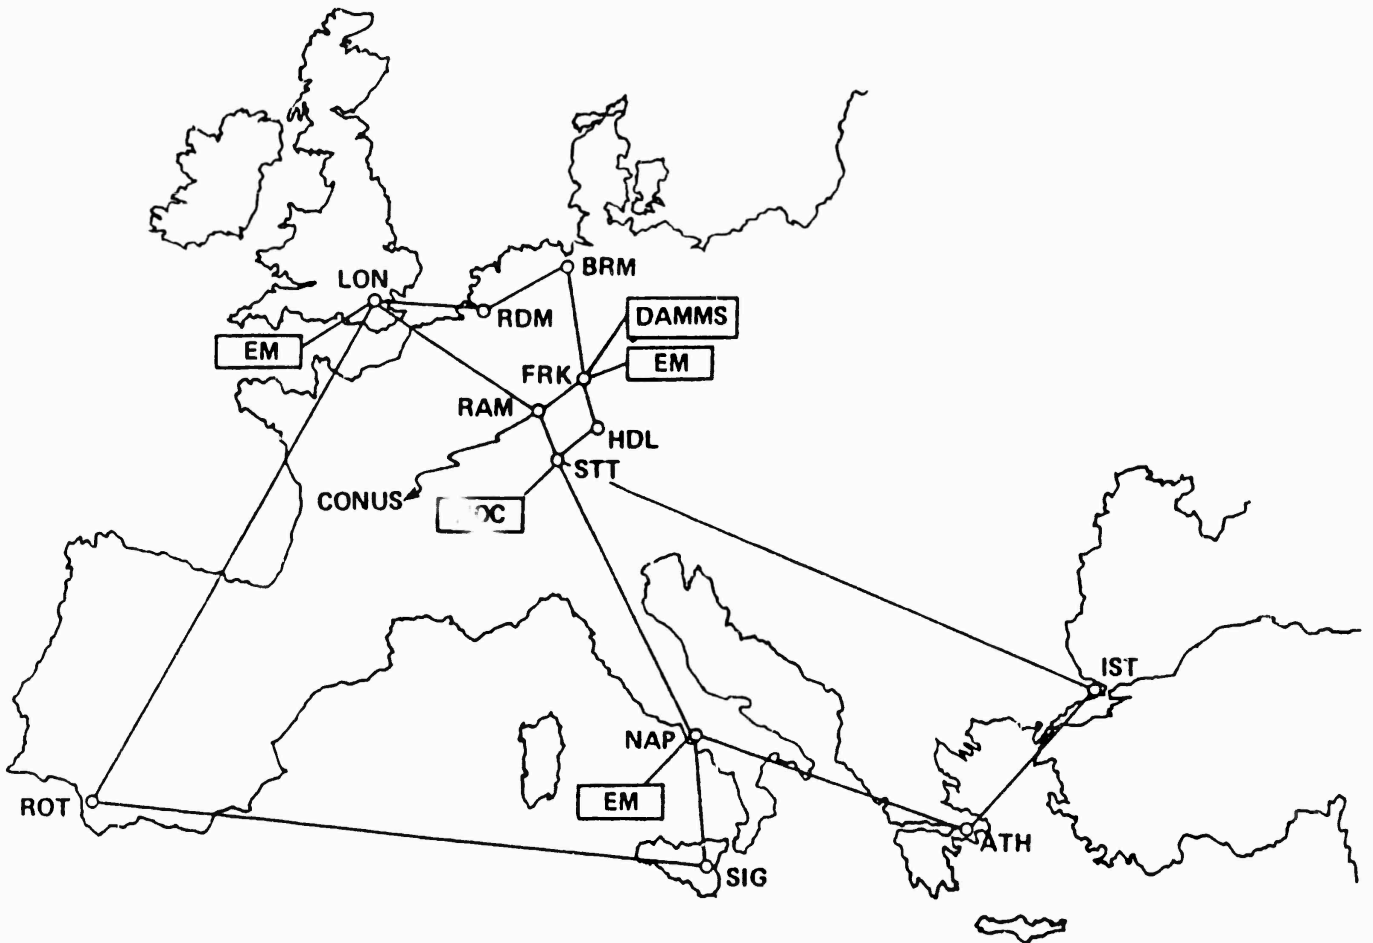 LON
BRM
RDM
DAMMS
EM
EM
FRK
RAM
HDL
STT
CONUS
IST
NAP
EM
ROT
ATH
SIG